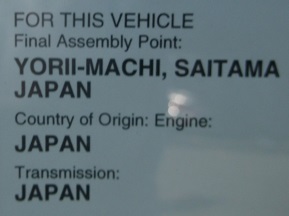 FOR THIS VEHICLE
Final Assembly Point:
YORII-MACHI, SAITAMA
JAPAN
Country of Origin: Engine:
JAPAN
Transmission:
JAPAN